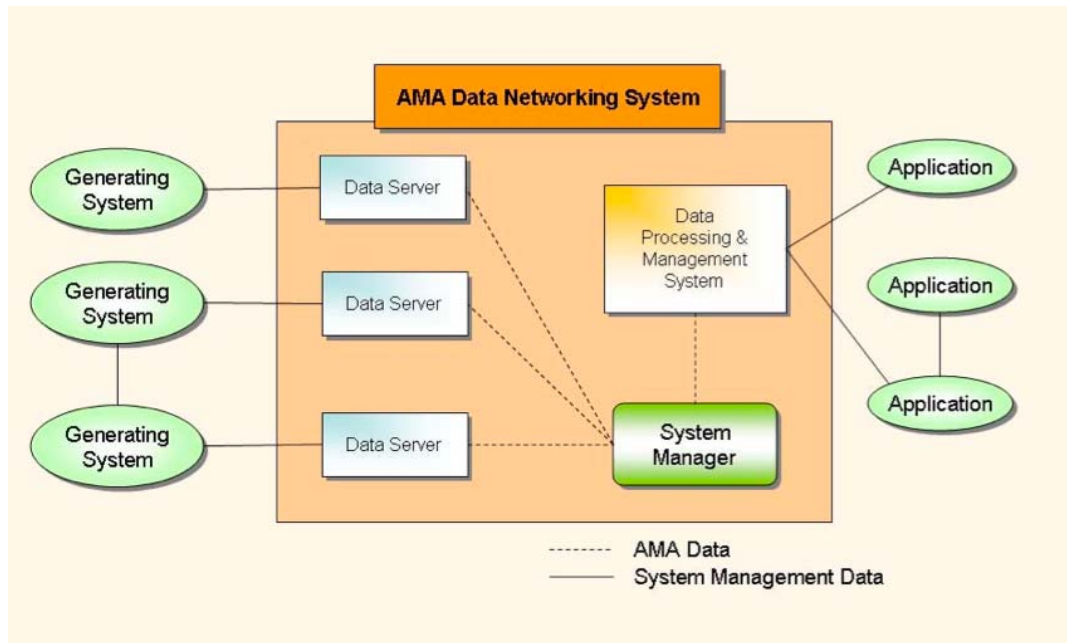 AMA Data Networking System
Generating
System
Data Server
Data
Processing &
Management
System
Application
Generating
System
Data Server
Application
Generating
System
Data Server
System
Manager
Application
AMA Data
System Management Data